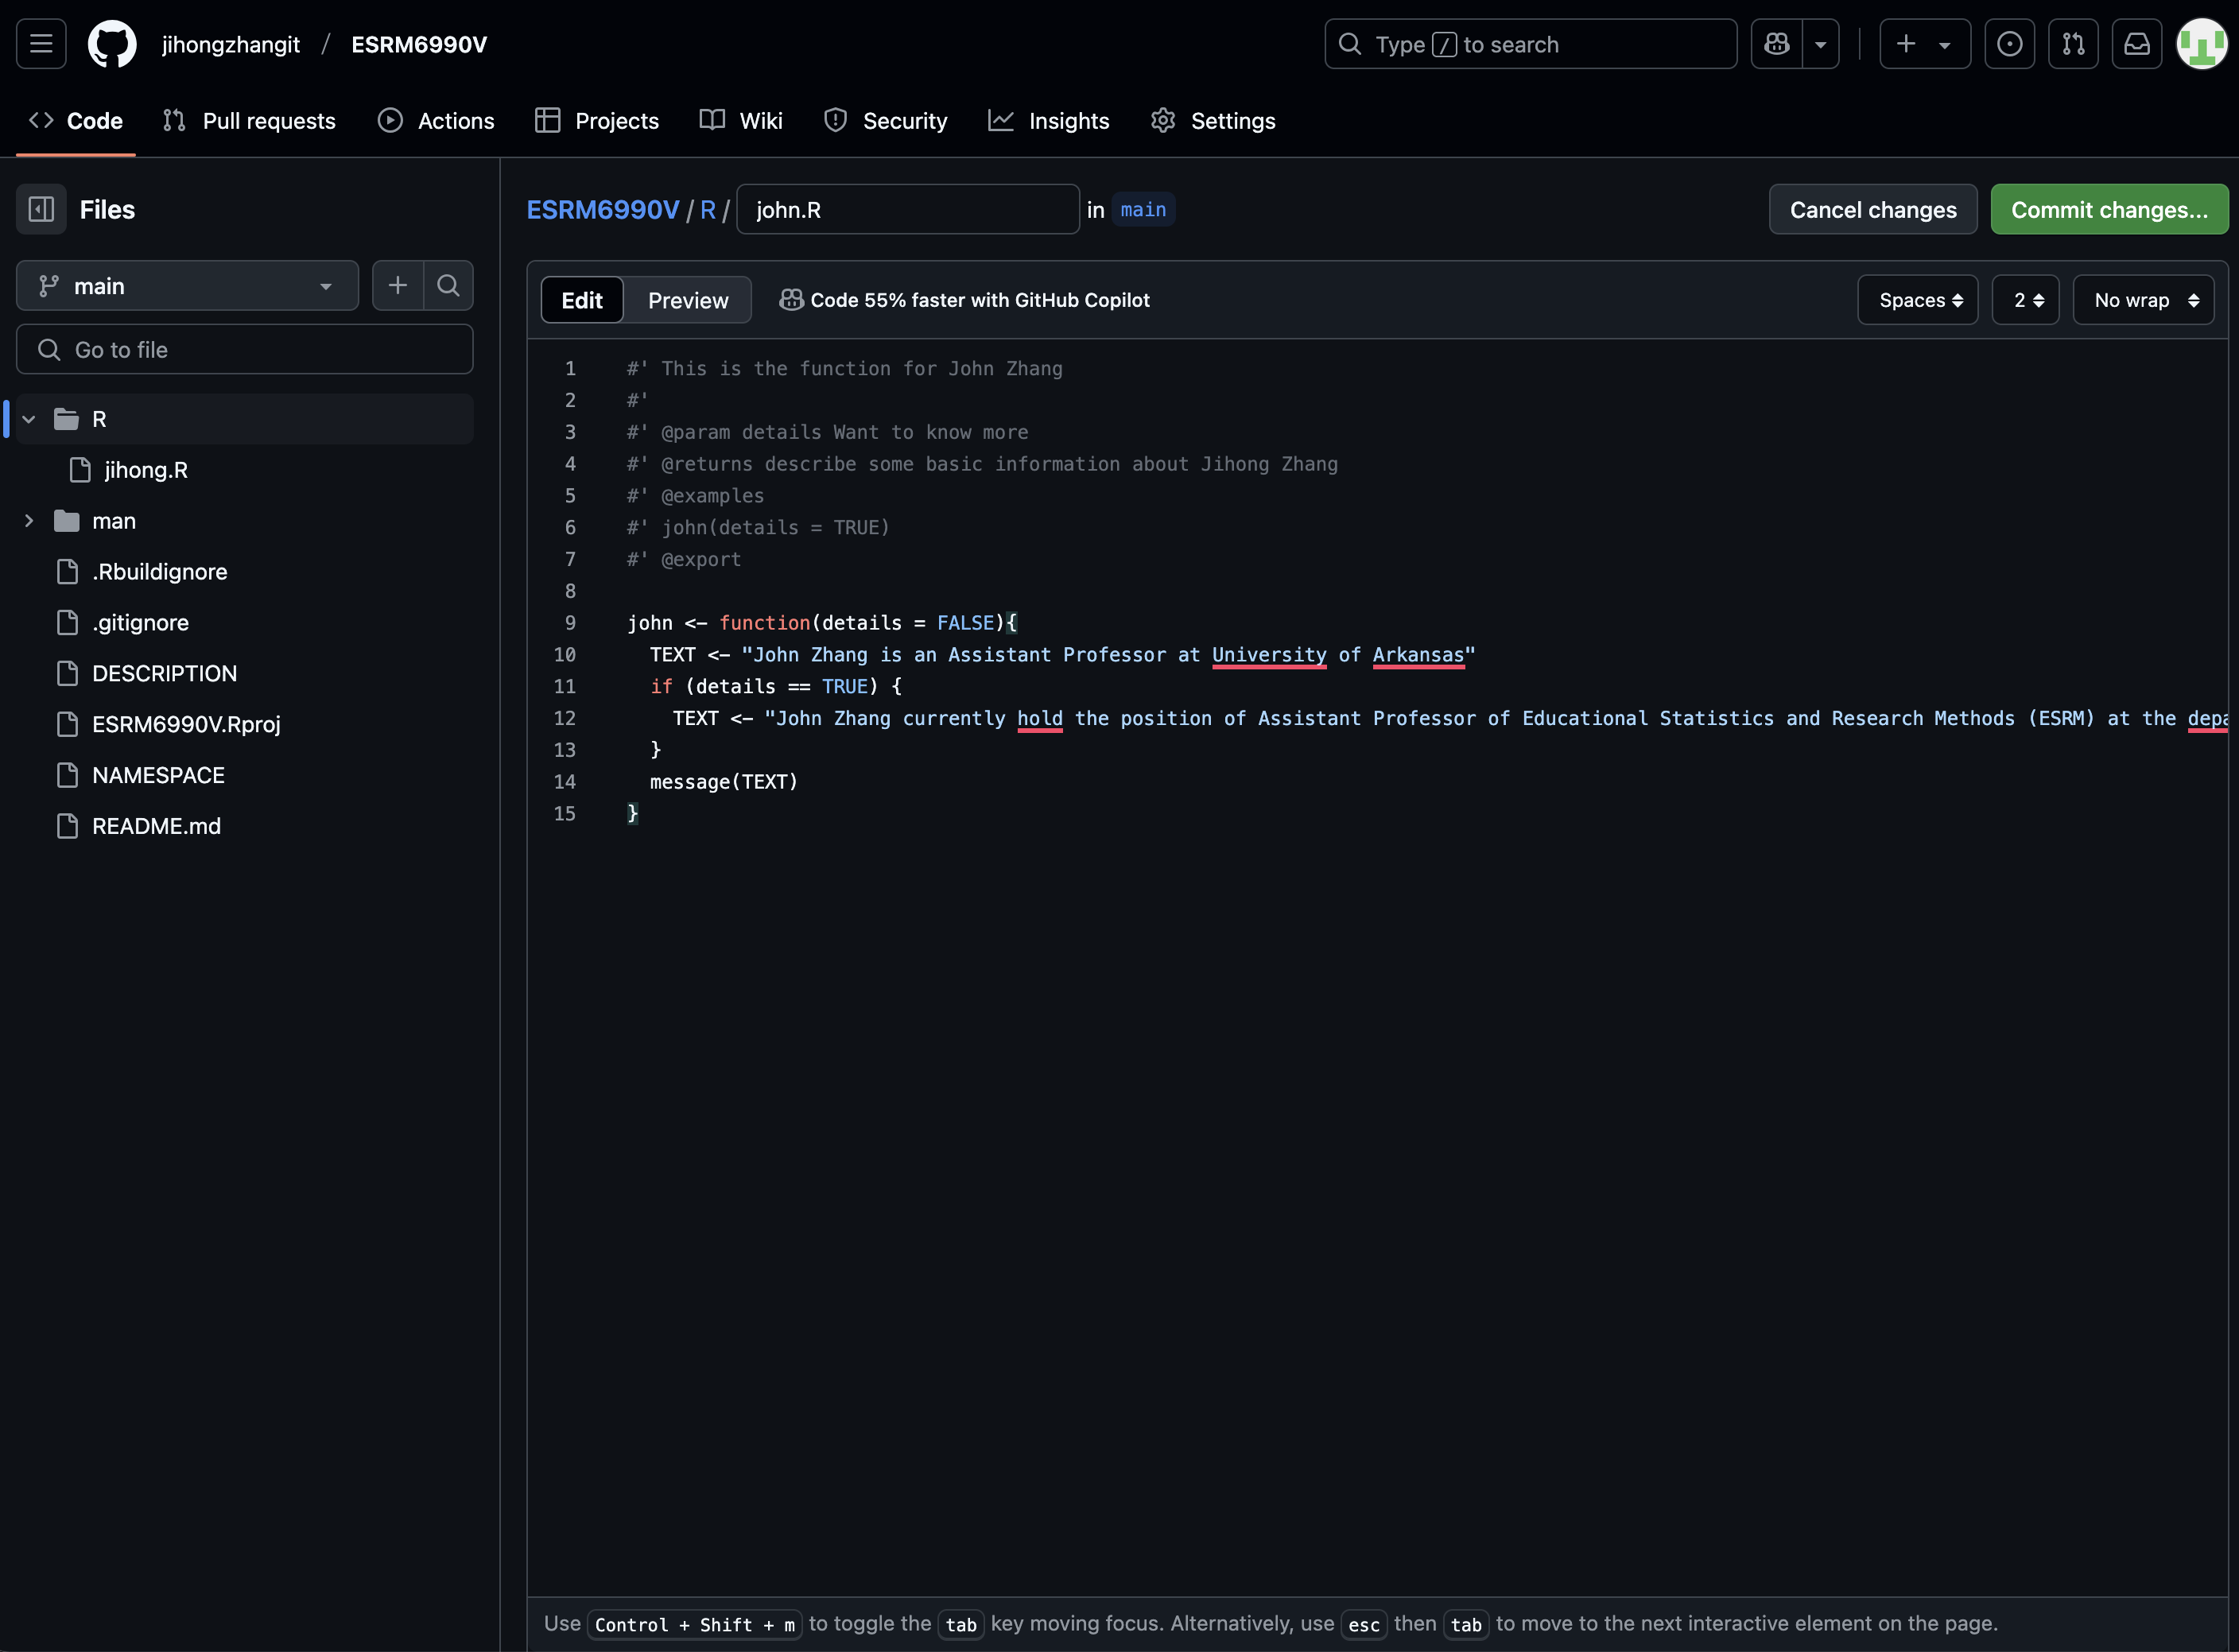 jihongzhangit / ESRM6990V
Type / to search
Code
Pull requests
Actions
Projects
Wiki
Security
Insights
Settings
Files
main
Go to file
R
jihong.R
man
.Rbuildignore
.gitignore
DESCRIPTION
ESRM6990V.Rproj
NAMESPACE
README.md
ESRM6990V / R / john.R in main
Cancel changes
Commit changes...
Edit
Preview
Code 55% faster with GitHub Copilot
Spaces
2
No wrap
1 #' This is the function for John Zhang
2 #'
3 #' @param details Want to know more
4 #' @returns describe some basic information about Jihong Zhang
5 #' @examples
6 #' john(details = TRUE)
7 #' @export
8
9 john <- function(details = FALSE){
10 TEXT <- "John Zhang is an Assistant Professor at University of Arkansas"
11 if (details == TRUE) {
12 TEXT <- "John Zhang currently hold the position of Assistant Professor of Educational Statistics and Research Methods (ESRM) at the depa
13 }
14 message(TEXT)
15 }
Use Control + Shift + m to toggle the tab key moving focus. Alternatively, use esc then tab to move to the next interactive element on the page.